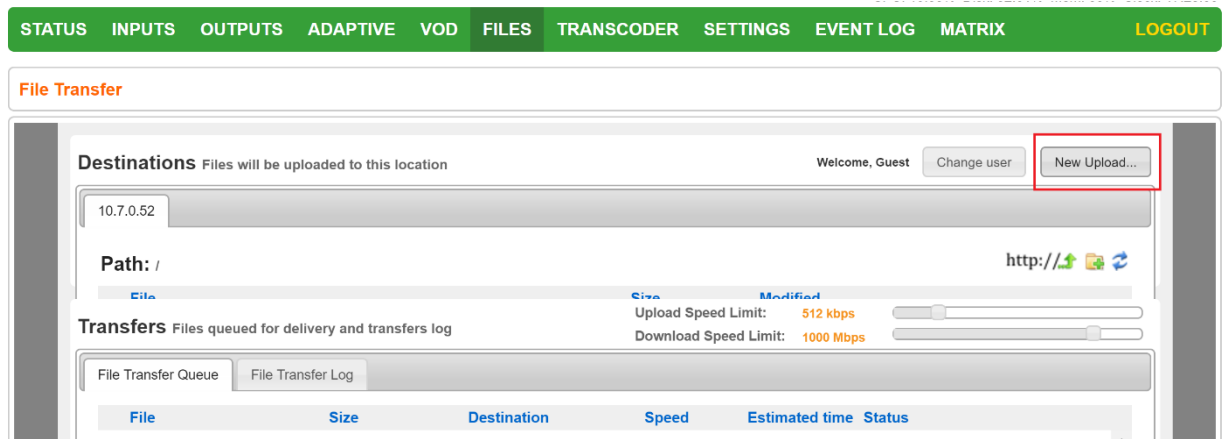 STATUS INPUTS OUTPUTS ADAPTIVE VOD FILES TRANSCODER SETTINGS EVENT LOG MATRIX LOGOUT
File Transfer
Destinations Files will be uploaded to this location Welcome, Guest Change user New Upload...
10.7.0.52
Path: / http://
File Size Modified
Upload Speed Limit: 512 kbps
Transfers Files queued for delivery and transfers log
Download Speed Limit: 1000 Mbps
File Transfer Queue File Transfer Log
File Size Destination Speed Estimated time Status